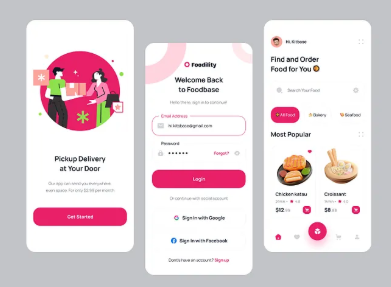 Pickup Delivery
at Your Door
Our app can send you everywhere
even space. For only $2.99 per month
Get Started
Foodility
Welcome Back
to Foodbase
Hello there, sign in to continue!
Email Address
hi.kitbase@gmail.com
Password
Forgot?
Login
Or continue with social account
Sign In with Google
Sign In with Facebook
Don't have an account? Sign up
Hi, Kitbase
Find and Order
Food for You
Search Your Food
All Food
Bakery
Seafood
Most Popular
Chicken katsu
Croissant
$12
$8